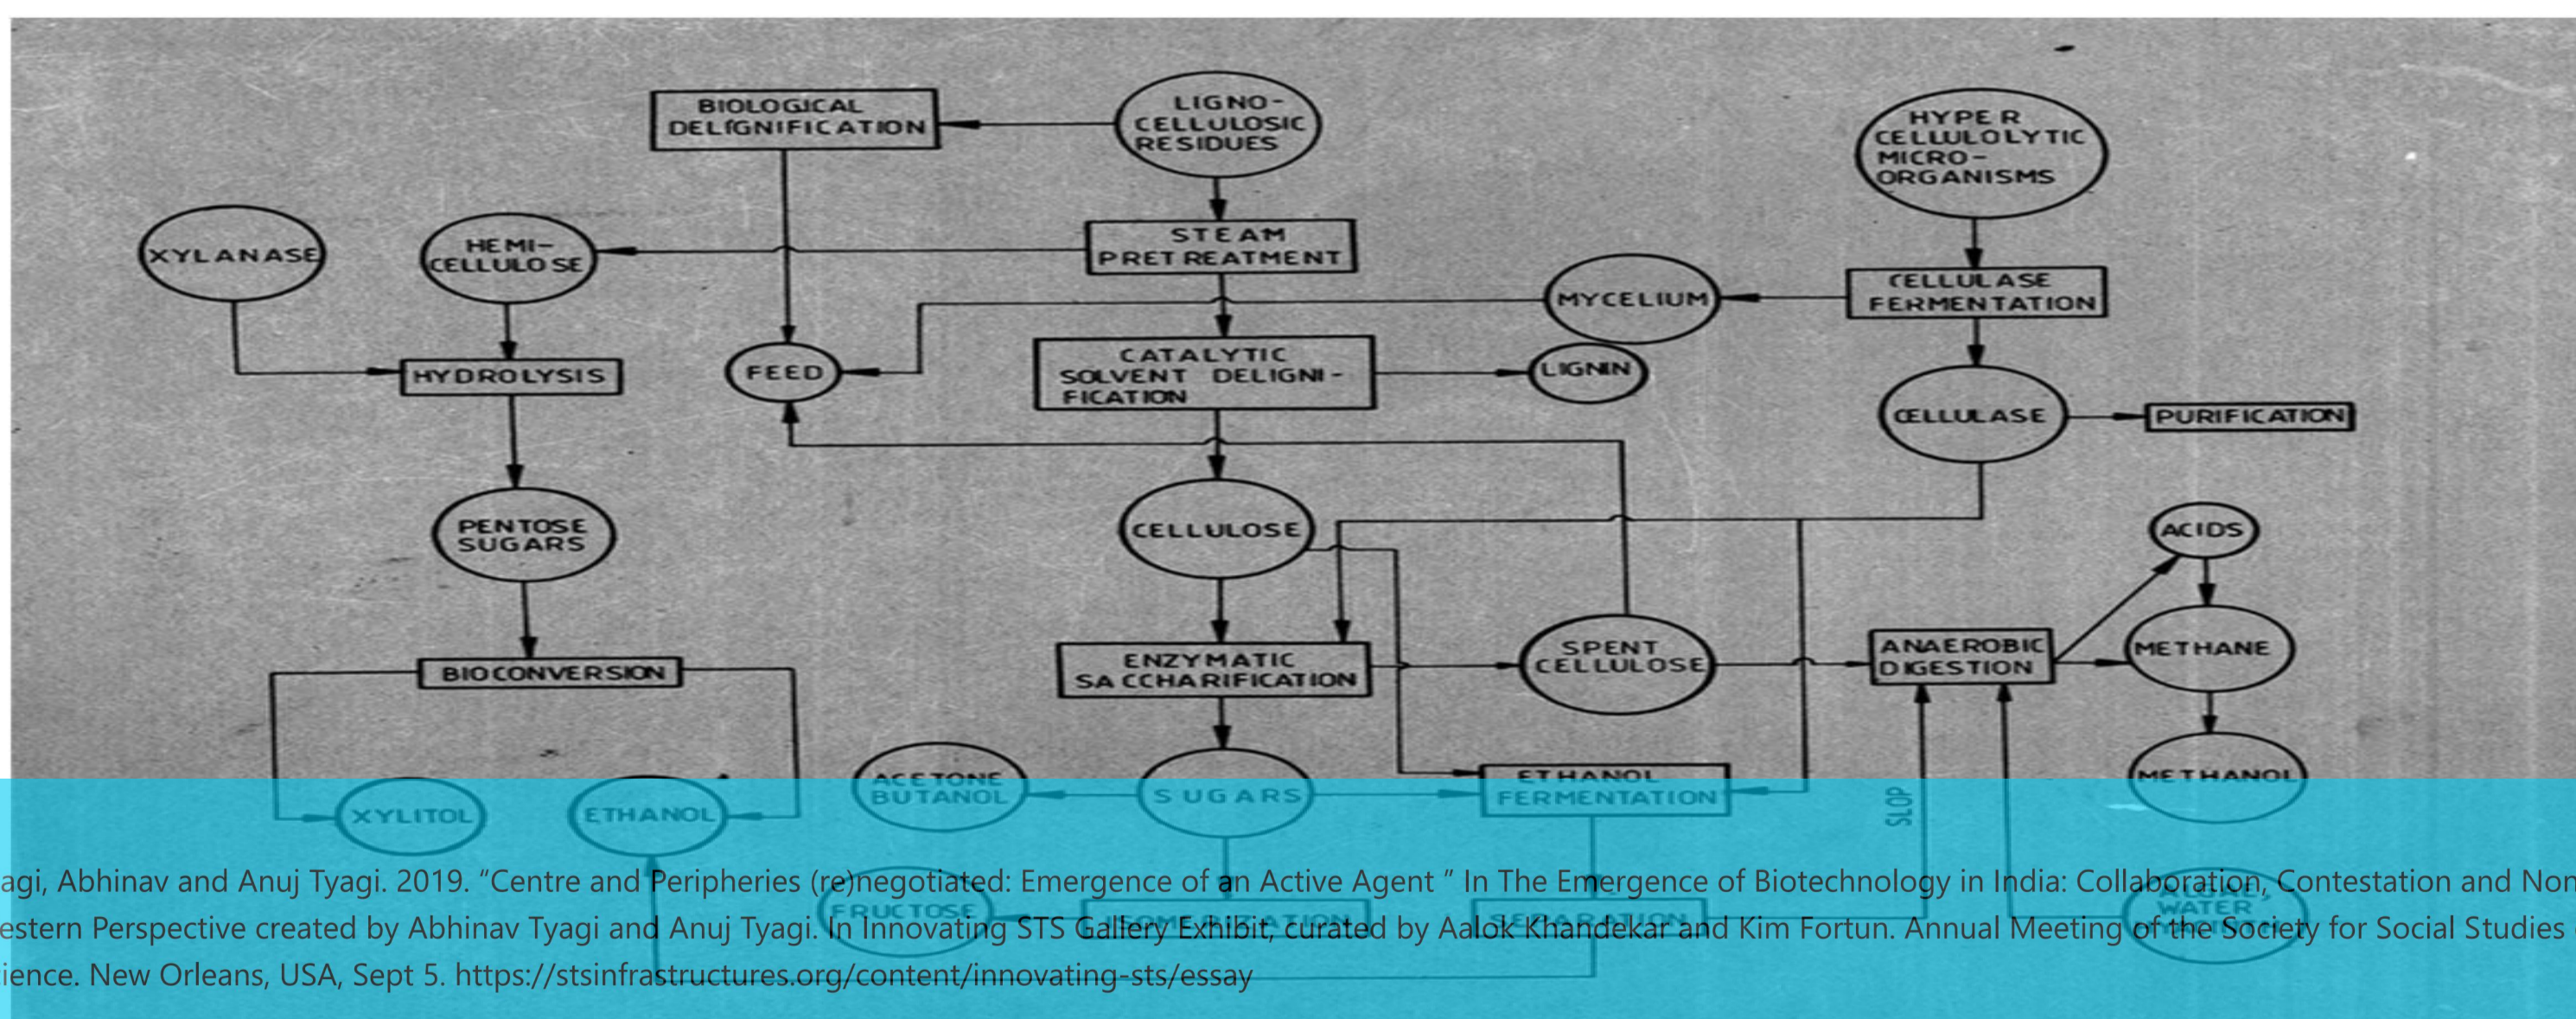 BIOLOGICAL
DELIGNIFICATION
LIGNO-
CELLULOSIC
RESIDUES
HYPER
CELLULOLYTIC
MICRO-
ORGANISMS
XYLANASE
HEMI-
CELLULOSE
STEAM
PRETREATMENT
MYCELIUM
CELLULASE
FERMENTATION
HYDROLYSIS
FEED
CATALYTIC
SOLVENT DELIGNI-
FICATION
LIGNIN
CELLULASE
PURIFICATION
PENTOSE
SUGARS
CELLULOSE
ACIDS
BIOCONVERSION
ENZYMATIC
SACCHARIFICATION
SPENT
CELLULOSE
ANAEROBIC
DIGESTION
METHANE
XYLITOL
ETHANOL
ACETONE
BUTANOL
SUGARS
ETHANOL
FERMENTATION
SLOP
METHANOL
FRUCTOSE
ISOMERIZATION
SEPARATION
WATER
agi, Abhinav and Anuj Tyagi. 2019. “Centre and Peripheries (re)negotiated: Emergence of an Active Agent ” In The Emergence of Biotechnology in India: Collaboration, Contestation and Non
estern Perspective created by Abhinav Tyagi and Anuj Tyagi. In Innovating STS Gallery Exhibit, curated by Aalok Khandekar and Kim Fortun. Annual Meeting of the Society for Social Studies
ience. New Orleans, USA, Sept 5. https://stsinfrastructures.org/content/innovating-sts/essay